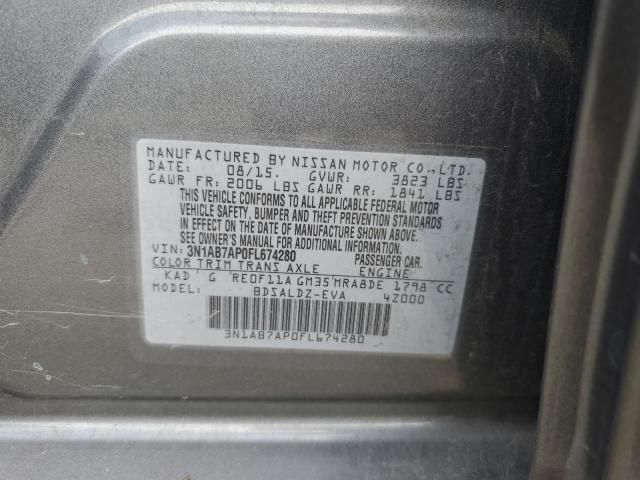 MANUFACTURED BY NISSAN MOTOR CO.,LTD.
DATE: 08/15. GVWR: 3823 LBS
GAWR FR: 2006 LBS GAWR RR: 1841 LBS
THIS VEHICLE CONFORMS TO ALL APPLICABLE FEDERAL MOTOR
VEHICLE SAFETY, BUMPER AND THEFT PREVENTION STANDARDS
IN EFFECT ON THE DATE OF MANUFACTURE SHOWN ABOVE.
SEE OWNER'S MANUAL FOR ADDITIONAL INFORMATION.
VIN: 3N1AB7AP0FL674280 PASSENGER CAR.
COLOR TRIM TRANS AXLE ENGINE
KAD G RE0F11A GM35 MRA8DE 1798 CC
MODEL: BDSALDZ-EVA 4Z000
3N1AB7AP0FL674280